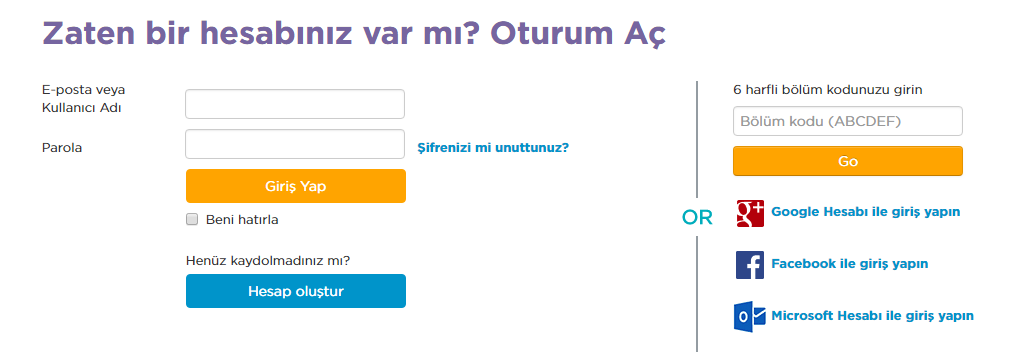 Zaten bir hesabınız var mı? Oturum Aç
E-posta veya
Kullanıcı Adı
Parola
Şifrenizi mi unuttunuz?
Giriş Yap
Beni hatırla
Henüz kaydolmadınız mı?
Hesap oluştur
OR
6 harfli bölüm kodunuzu girin
Bölüm kodu (ABCDEF)
Go
g+
Google Hesabı ile giriş yapın
f
Facebook ile giriş yapın
Microsoft Hesabı ile giriş yapın